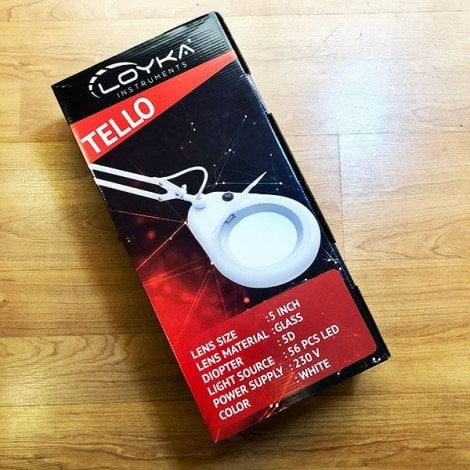 LOYKA
INSTRUMENTS
TELLO
LENS SIZE : 5 INCH
LENS MATERIAL : GLASS
DIOPTER : 5D
LIGHT SOURCE : 56 PCS LED
POWER SUPPLY : 230 V
COLOR : WHITE